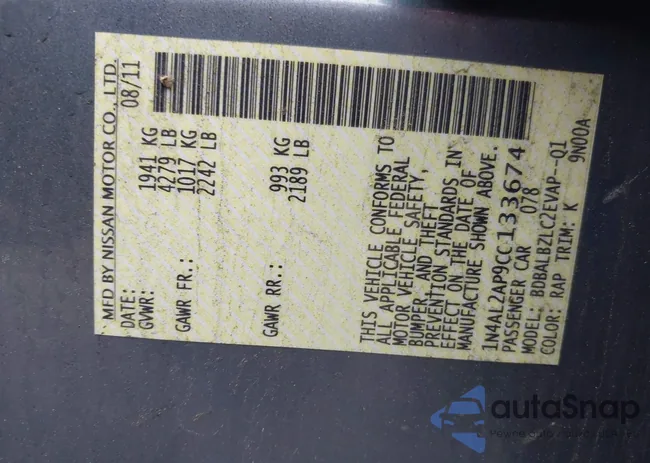 MFD BY NISSAN MOTOR CO., LTD.
DATE: 08/11
GVWR: 1941 KG
4279 LB
GAWR FR.: 1017 KG
2242 LB
GAWR RR.: 993 KG
2189 LB
THIS VEHICLE CONFORMS TO
ALL APPLICABLE FEDERAL
MOTOR VEHICLE SAFETY,
BUMPER, AND THEFT
PREVENTION STANDARDS IN
EFFECT ON THE DATE OF
MANUFACTURE SHOWN ABOVE.
1N4AL2AP9CC133674
PASSENGER CAR 078
MODEL: BDBALBZLC2EVAP--01
COLOR: RAP TRIM: K 9N00A
autoSnap